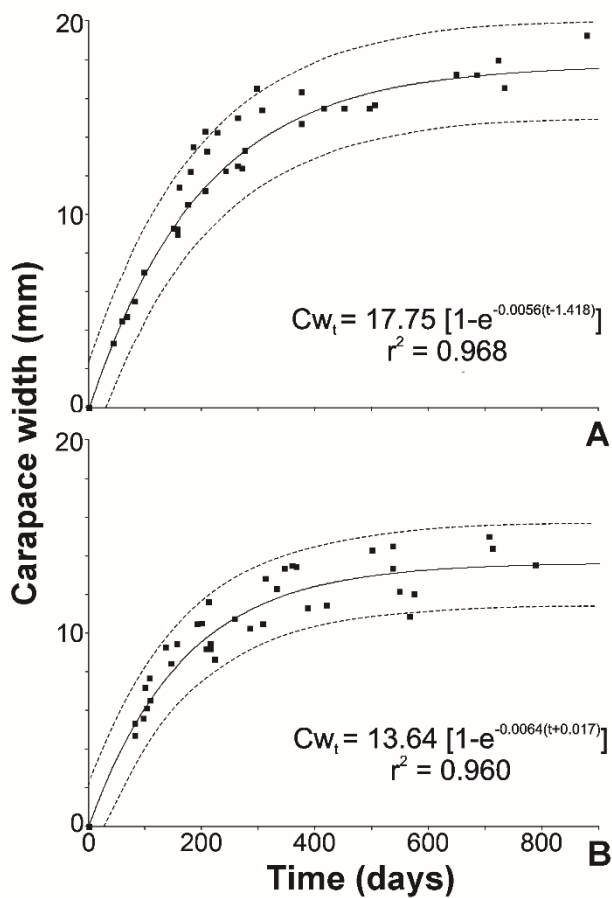 20
10
0
Cwₜ = 17.75 [1-e^-0.0056(t-1.418)]
r² = 0.968
A
Carapace width (mm)
20
10
0
Cwₜ = 13.64 [1-e^-0.0064(t+0.017)]
r² = 0.960
0 200 400 600 800
B
Time (days)